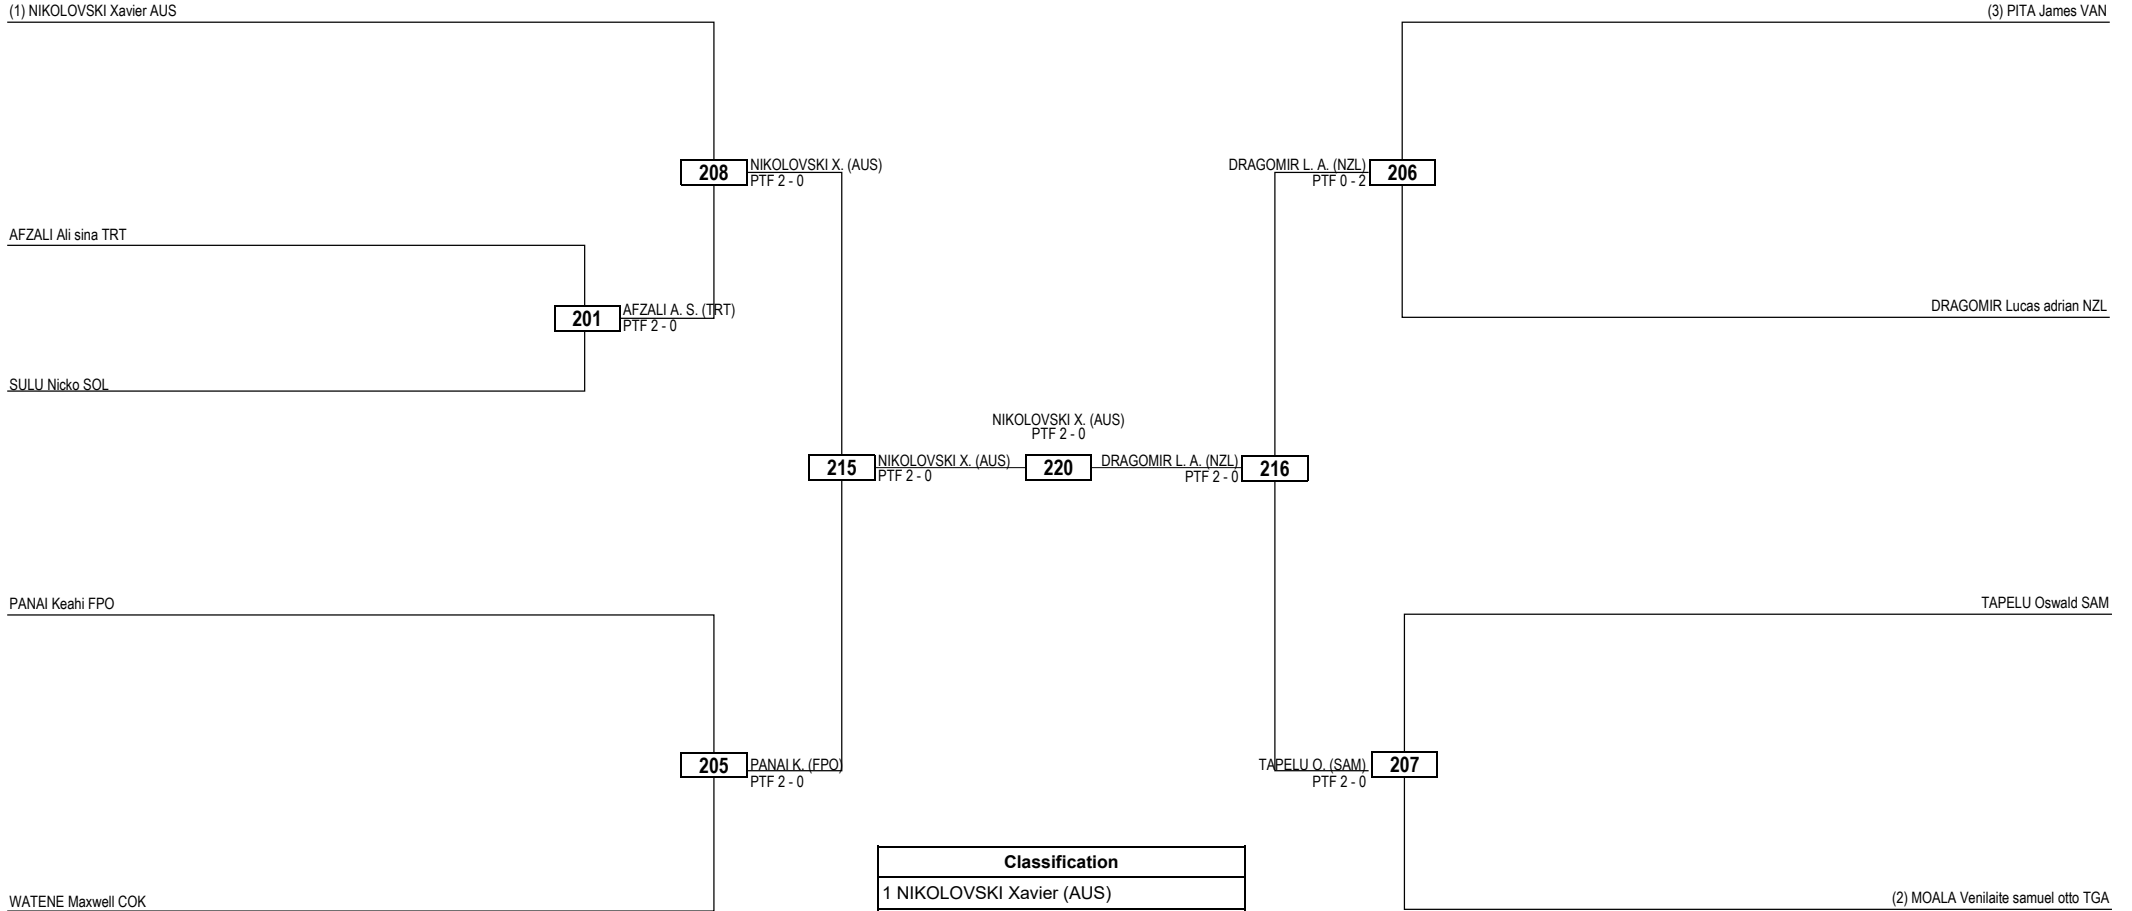 (1) NIKOLOVSKI Xavier AUS
(3) PITA James VAN
208
NIKOLOVSKI X. (AUS)
PTF 2 - 0
DRAGOMIR L. A. (NZL)
PTF 0 - 2
206
AFZALI Ali sina TRT
201
AFZALI A. S. (TRT)
PTF 2 - 0
DRAGOMIR Lucas adrian NZL
SULU Nicko SOL
NIKOLOVSKI X. (AUS)
PTF 2 - 0
215
NIKOLOVSKI X. (AUS)
PTF 2 - 0
220
DRAGOMIR L. A. (NZL)
PTF 2 - 0
216
PANAI Keahi FPO
TAPELU Oswald SAM
205
PANAI K. (FPO)
PTF 2 - 0
TAPELU O. (SAM)
PTF 2 - 0
207
Classification
1 NIKOLOVSKI Xavier (AUS)
WATENE Maxwell COK
(2) MOALA Venilaite samuel otto TGA